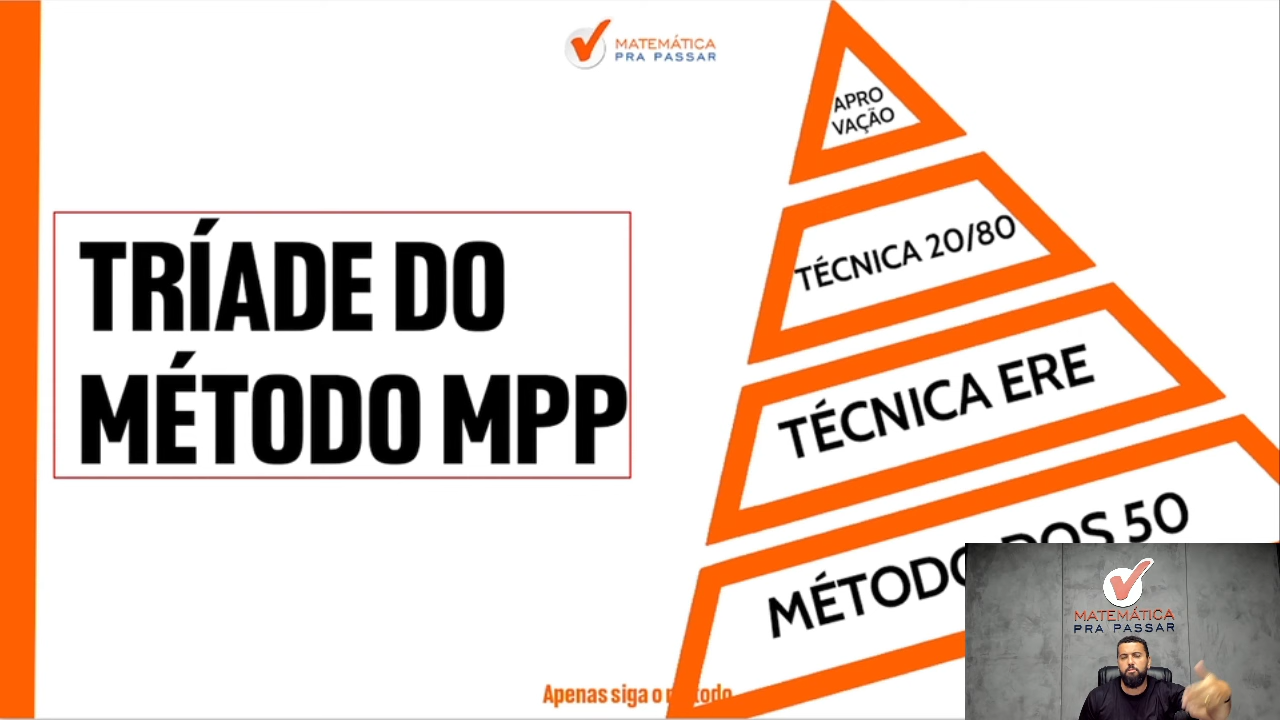 MATEMÁTICA
PRA PASSAR
APRO
VAÇÃO
TÉCNICA 20/80
TRÍADE DO
MÉTODO MPP
TÉCNICA ERE
MÉTODO DOS 50
MATEMÁTICA
PRA PASSAR
Apenas siga o método